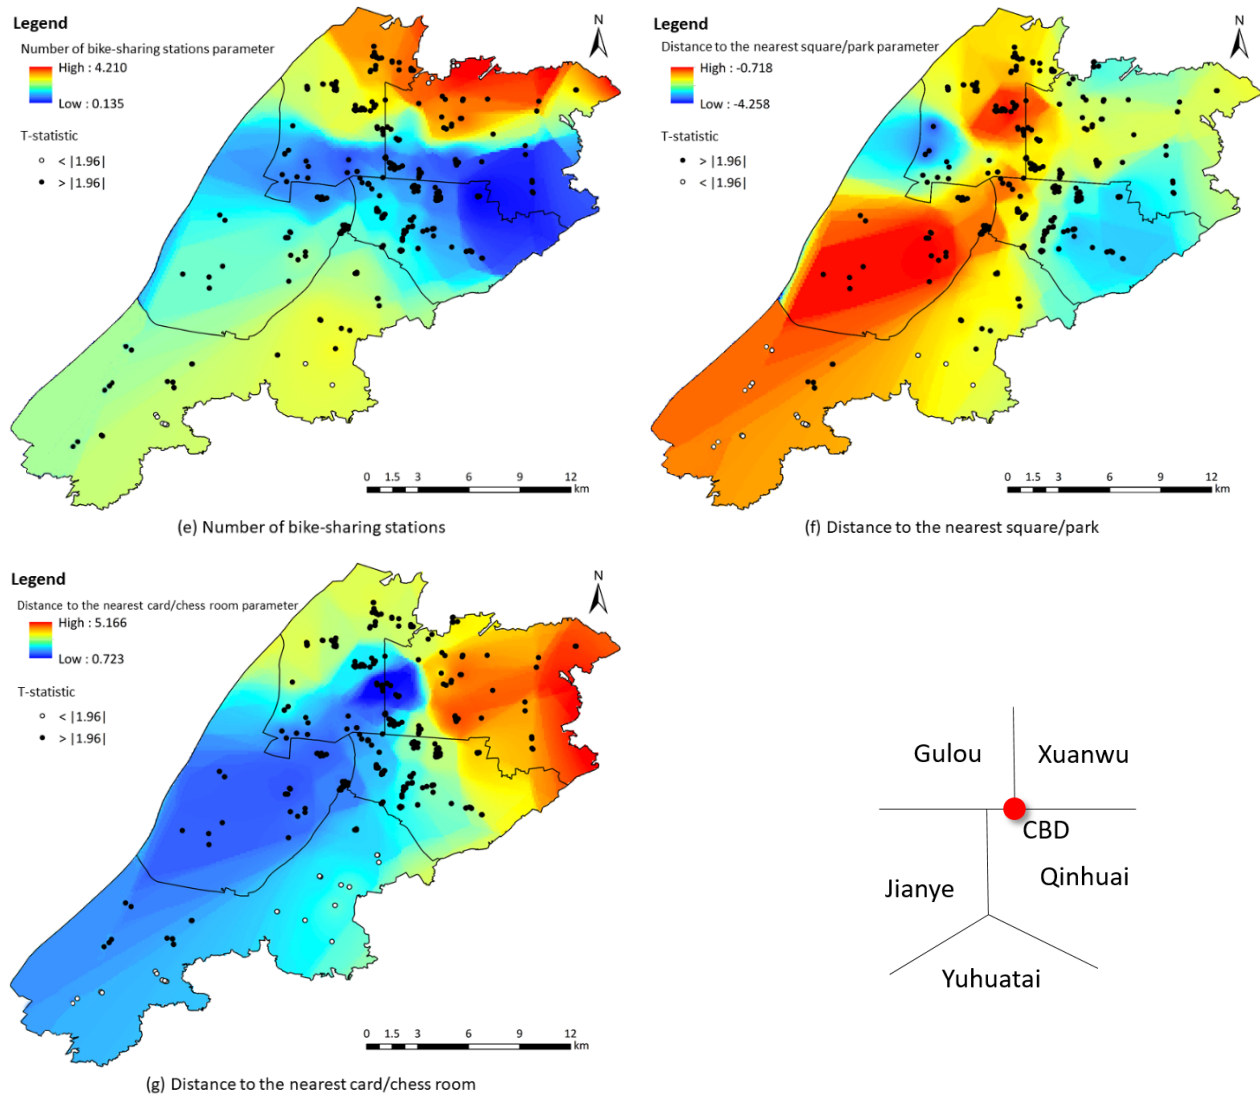 Legend
Number of bike-sharing stations parameter
High : 4.210
Low : 0.135
T-statistic
< |1.96|
> |1.96|
N
0 1.5 3 6 9 12
km
(e) Number of bike-sharing stations
Legend
Distance to the nearest square/park parameter
High : -0.718
Low : -4.258
T-statistic
> |1.96|
< |1.96|
N
0 1.5 3 6 9 12
km
(f) Distance to the nearest square/park
Legend
Distance to the nearest card/chess room parameter
High : 5.166
Low : 0.723
T-statistic
< |1.96|
> |1.96|
N
0 1.5 3 6 9 12
km
(g) Distance to the nearest card/chess room
Gulou Xuanwu
CBD
Jianye Qinhuai
Yuhuatai